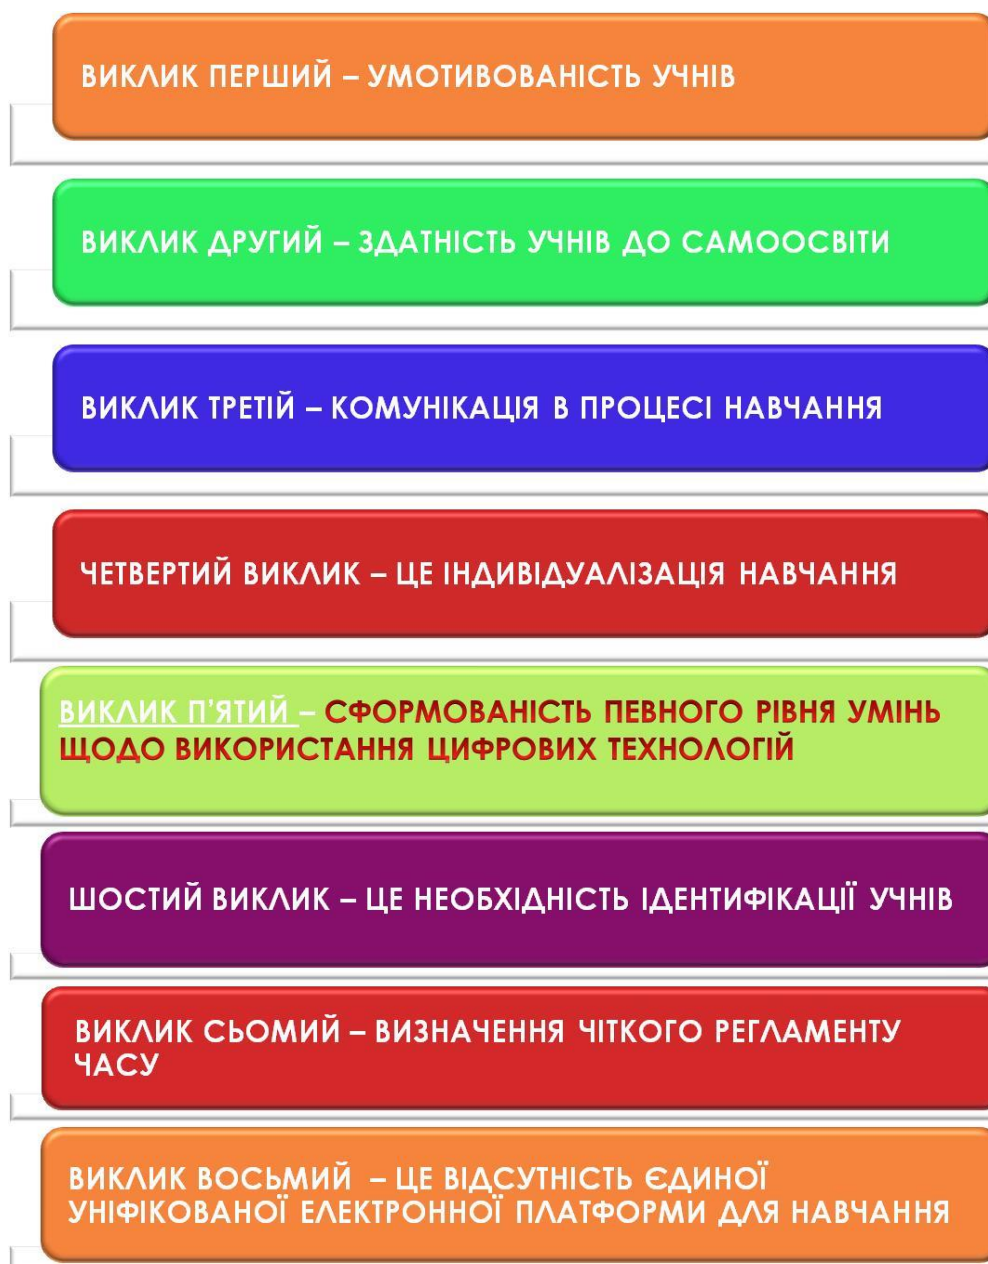 ВИКЛИК ПЕРШИЙ – УМОТИВОВАНІСТЬ УЧНІВ
ВИКЛИК ДРУГИЙ – ЗДАТНІСТЬ УЧНІВ ДО САМООСВІТИ
ВИКЛИК ТРЕТІЙ – КОМУНІКАЦІЯ В ПРОЦЕСІ НАВЧАННЯ
ЧЕТВЕРТИЙ ВИКЛИК – ЦЕ ІНДИВІДУАЛІЗАЦІЯ НАВЧАННЯ
ВИКЛИК П'ЯТИЙ – СФОРМОВАНІСТЬ ПЕВНОГО РІВНЯ УМІНЬ
ЩОДО ВИКОРИСТАННЯ ЦИФРОВИХ ТЕХНОЛОГІЙ
ШОСТИЙ ВИКЛИК – ЦЕ НЕОБХІДНІСТЬ ІДЕНТИФІКАЦІЇ УЧНІВ
ВИКЛИК СЬОМИЙ – ВИЗНАЧЕННЯ ЧІТКОГО РЕГЛАМЕНТУ
ЧАСУ
ВИКЛИК ВОСЬМИЙ – ЦЕ ВІДСУТНІСТЬ ЄДИНОЇ
УНІФІКОВАНОЇ ЕЛЕКТРОННОЇ ПЛАТФОРМИ ДЛЯ НАВЧАННЯ